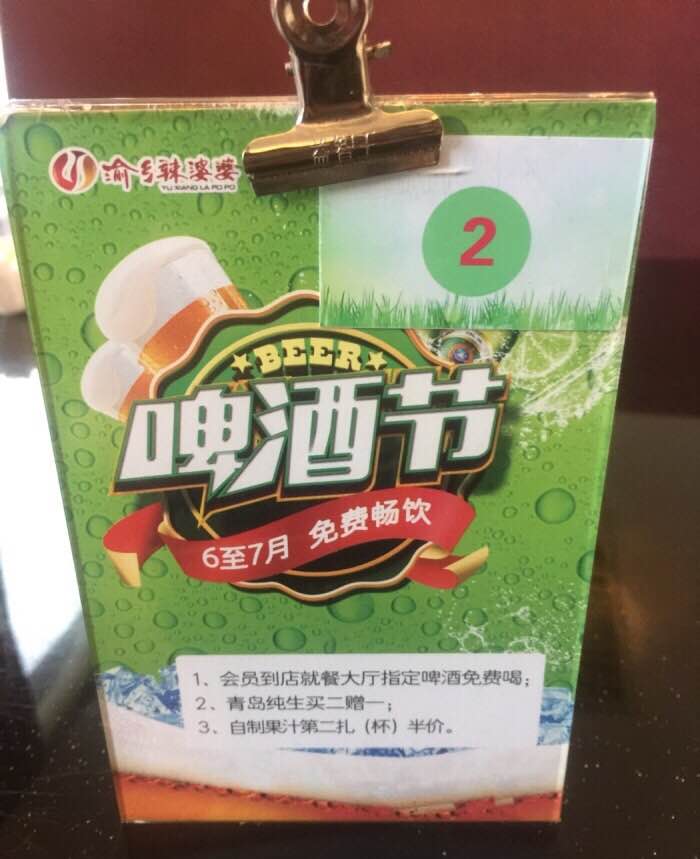 渝乡辣婆婆
YU XIANG LA PO PO
2
BEER
啤酒节
6至7月 免费畅饮
1、会员到店就餐大厅指定啤酒免费喝；
2、青岛纯生买二赠一；
3、自制果汁第二扎（杯）半价。